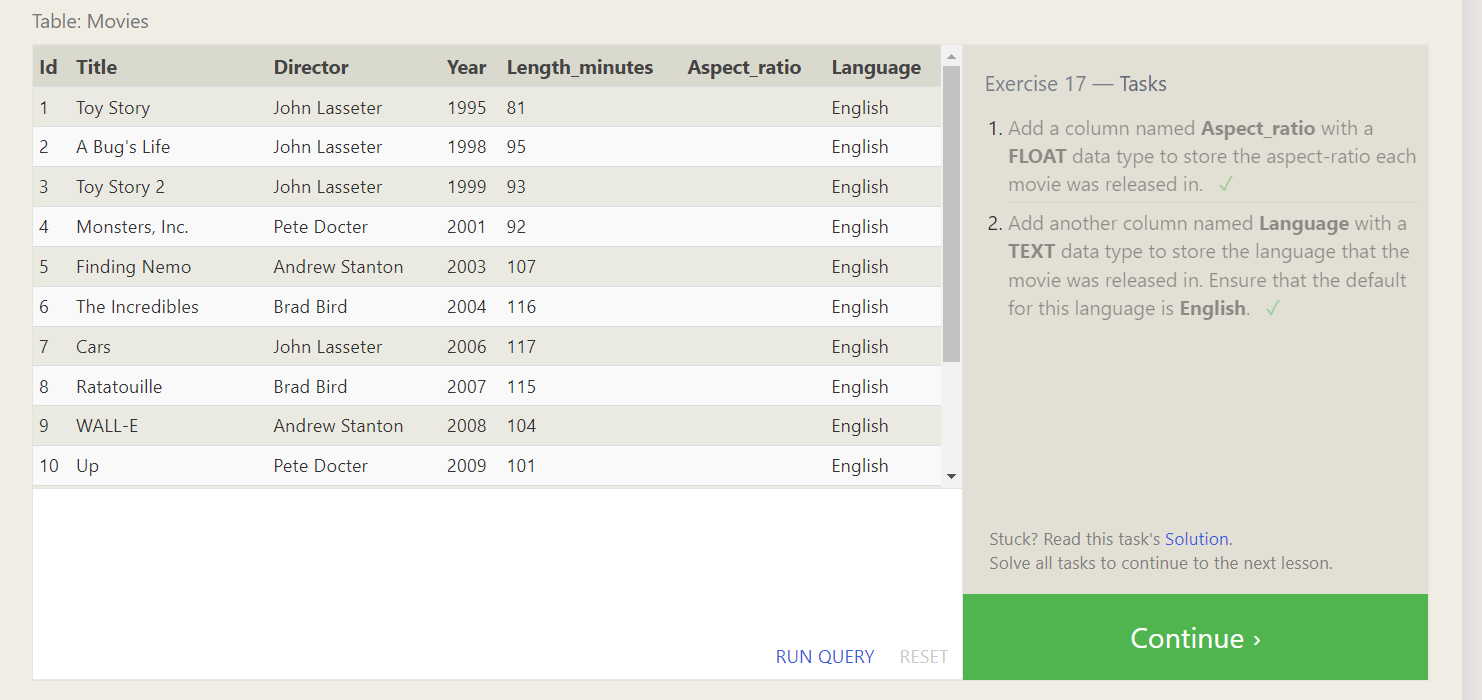 Table: Movies
Id Title Director Year Length_minutes Aspect_ratio Language
1 Toy Story John Lasseter 1995 81 English
2 A Bug's Life John Lasseter 1998 95 English
3 Toy Story 2 John Lasseter 1999 93 English
4 Monsters, Inc. Pete Docter 2001 92 English
5 Finding Nemo Andrew Stanton 2003 107 English
6 The Incredibles Brad Bird 2004 116 English
7 Cars John Lasseter 2006 117 English
8 Ratatouille Brad Bird 2007 115 English
9 WALL-E Andrew Stanton 2008 104 English
10 Up Pete Docter 2009 101 English
RUN QUERY RESET
Exercise 17 — Tasks
1. Add a column named Aspect_ratio with a
FLOAT data type to store the aspect-ratio each
movie was released in. ✓
2. Add another column named Language with a
TEXT data type to store the language that the
movie was released in. Ensure that the default
for this language is English. ✓
Stuck? Read this task's Solution.
Solve all tasks to continue to the next lesson.
Continue ›